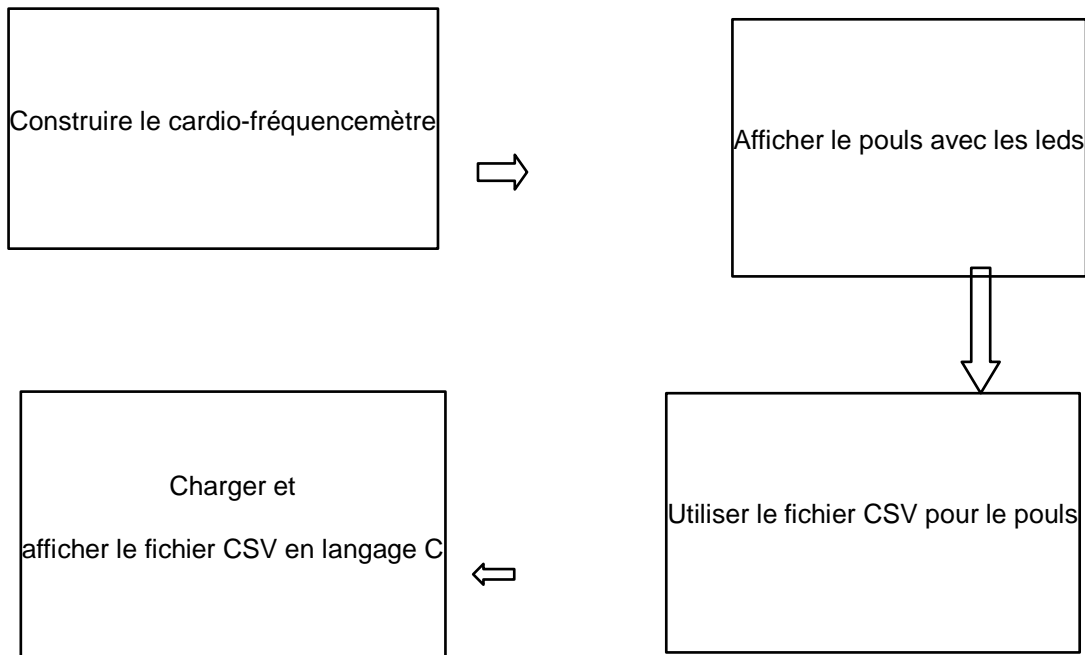 Construire le cardio-fréquencemètre
Afficher le pouls avec les leds
Utiliser le fichier CSV pour le pouls
Charger et
afficher le fichier CSV en langage C